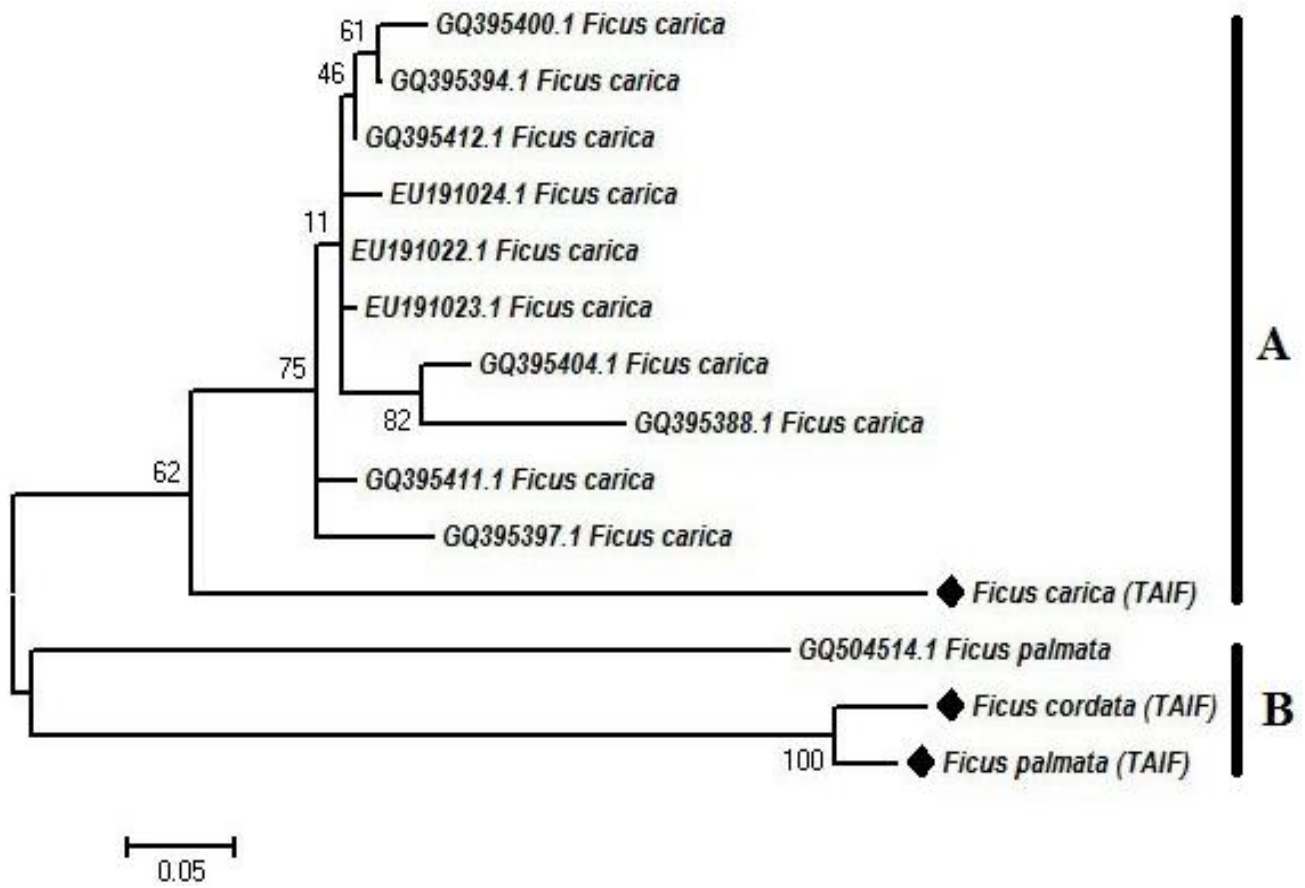 61
GQ395400.1 Ficus carica
46
GQ395394.1 Ficus carica
GQ395412.1 Ficus carica
EU191024.1 Ficus carica
11
EU191022.1 Ficus carica
EU191023.1 Ficus carica
A
75
GQ395404.1 Ficus carica
82
GQ395388.1 Ficus carica
62
GQ395411.1 Ficus carica
GQ395397.1 Ficus carica
Ficus carica (TAIF)
GQ504514.1 Ficus palmata
Ficus cordata (TAIF)
B
100
Ficus palmata (TAIF)
0.05